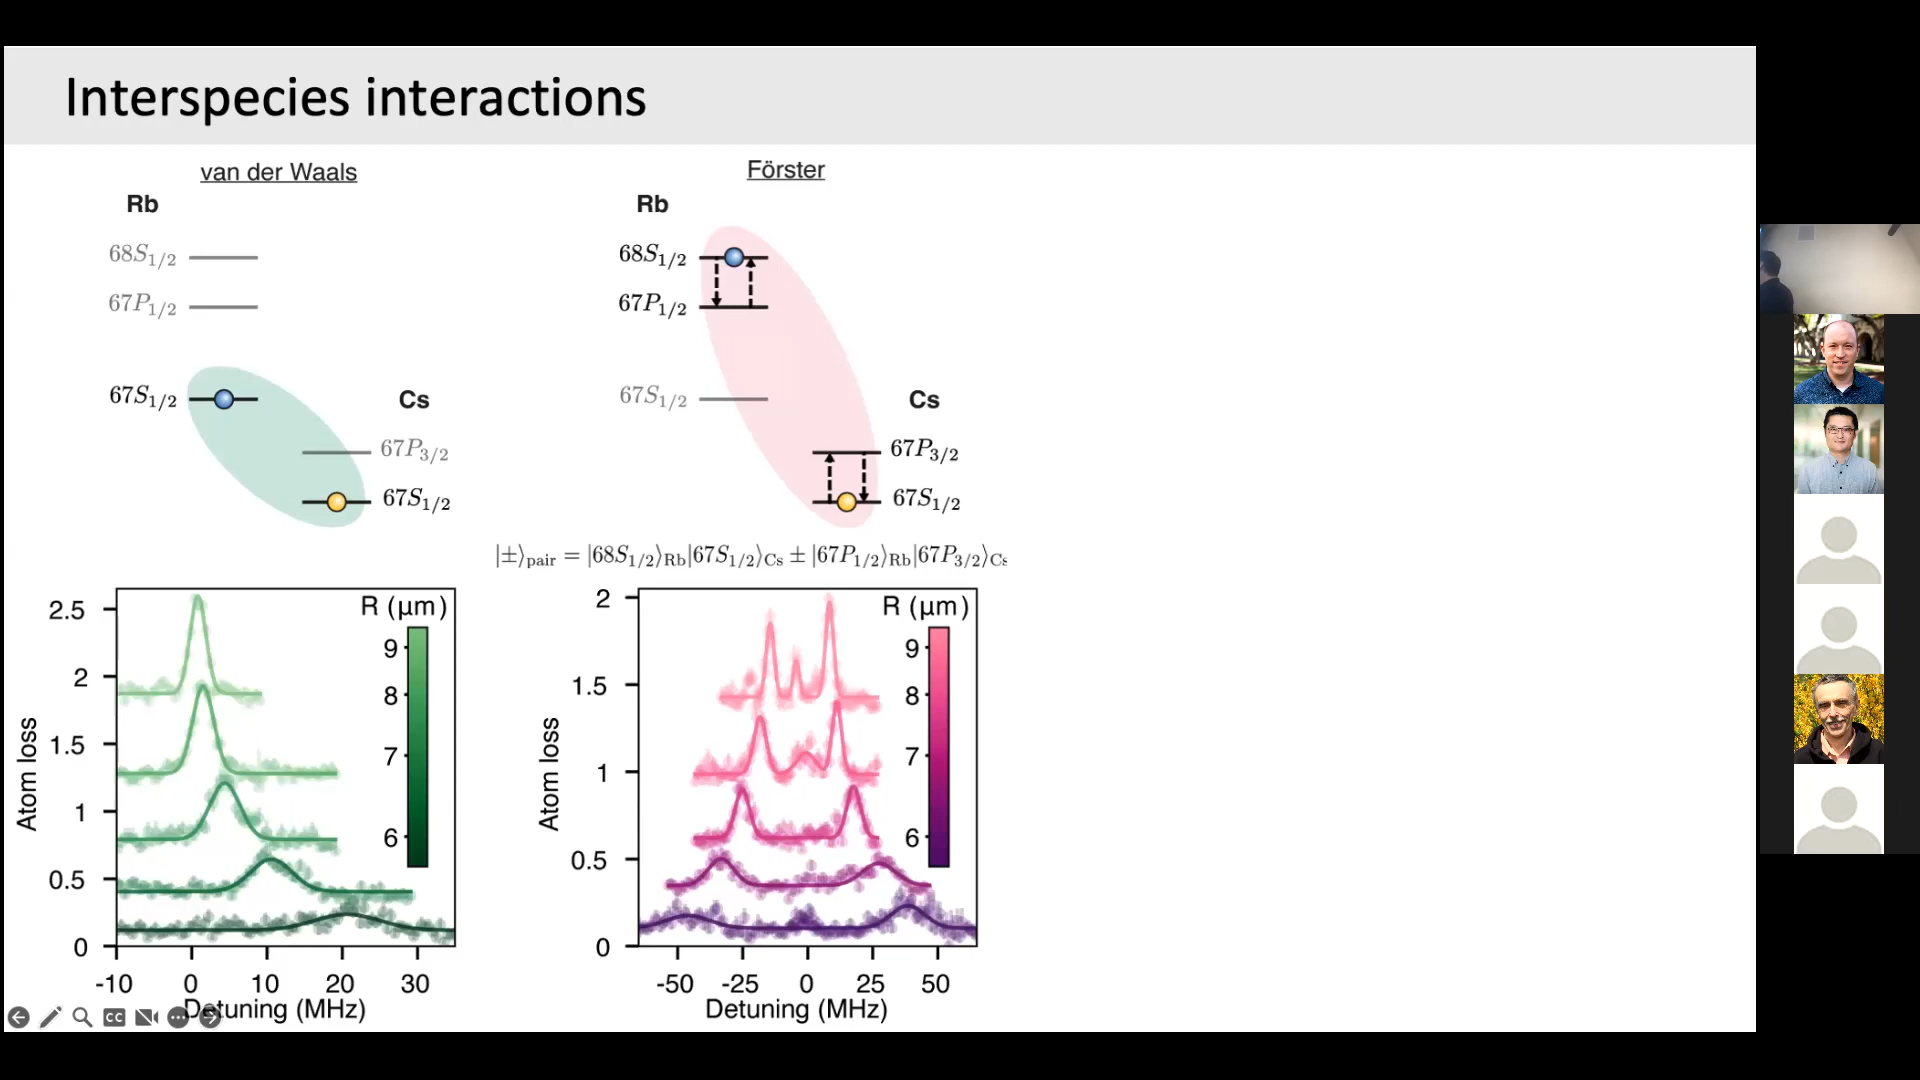 Interspecies interactions
van der Waals
Rb
68S1/2
67P1/2
67S1/2
Cs
67P3/2
67S1/2
Förster
Rb
68S1/2
67P1/2
67S1/2
Cs
67P3/2
67S1/2
|±⟩pair = |68S1/2⟩Rb|67S1/2⟩Cs ± |67P1/2⟩Rb|67P3/2⟩Cs
Atom loss
2.5
2
1.5
1
0.5
0
R (μm)
9
8
7
6
-10 0 10 20 30
Detuning (MHz)
Atom loss
2
1.5
1
0.5
0
R (μm)
9
8
7
6
-50 -25 0 25 50
Detuning (MHz)
CC